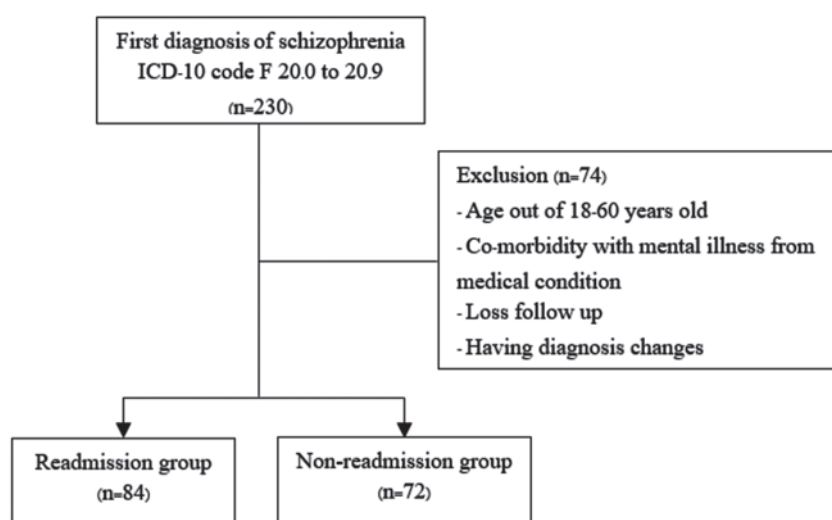 First diagnosis of schizophrenia
ICD-10 code F 20.0 to 20.9
(n=230)
Exclusion (n=74)
- Age out of 18-60 years old
- Co-morbidity with mental illness from
medical condition
- Loss follow up
- Having diagnosis changes
Readmission group
(n=84)
Non-readmission group
(n=72)